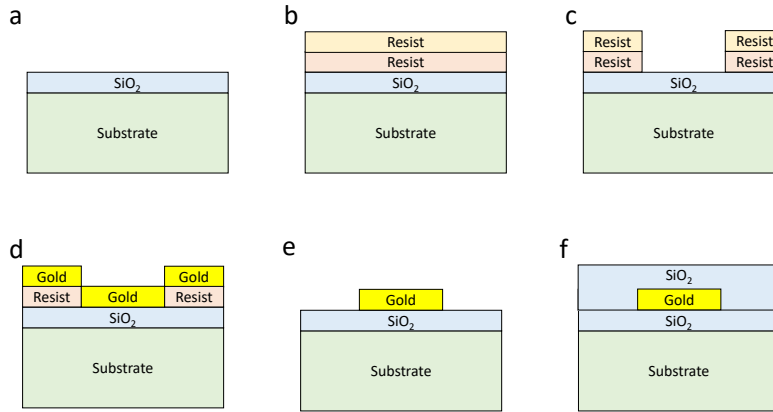 a
SiO₂
Substrate
b
Resist
Resist
SiO₂
Substrate
c
Resist Resist
Resist Resist
SiO₂
Substrate
d
Gold Gold
Resist Gold Resist
SiO₂
Substrate
e
Gold
SiO₂
Substrate
f
SiO₂
Gold
SiO₂
Substrate